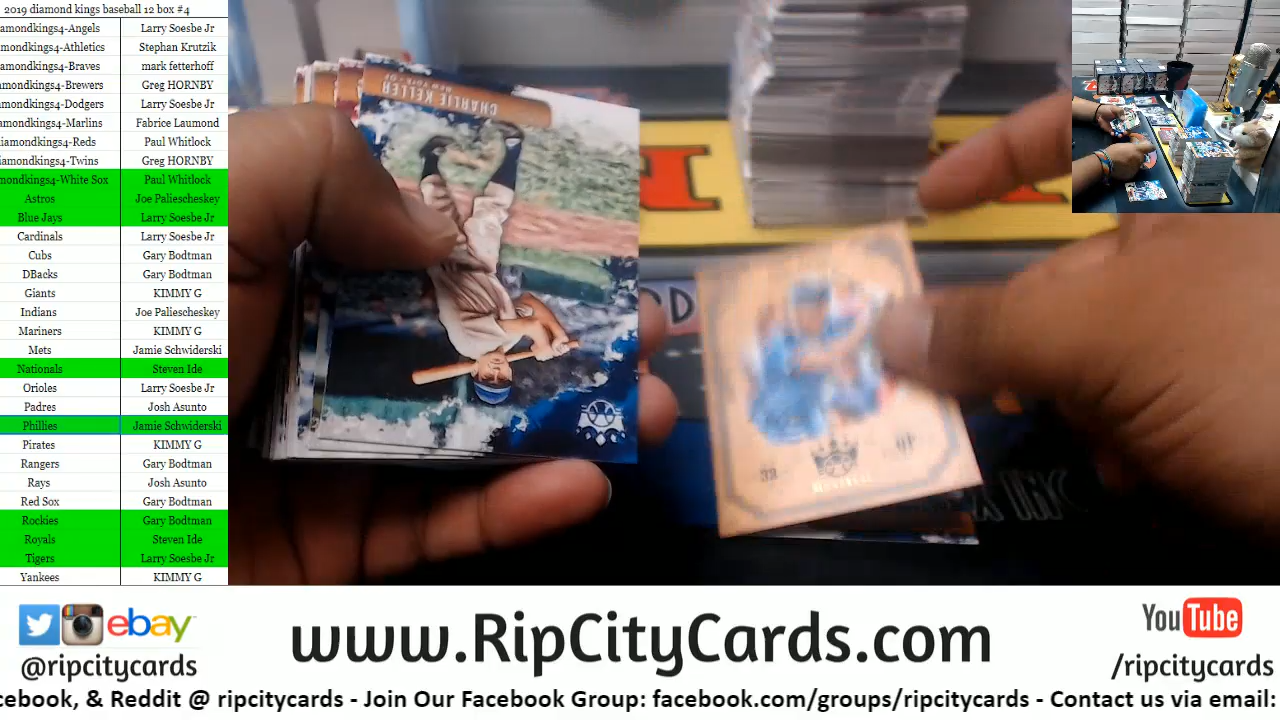 2019 diamond kings baseball 12 box #4
amondkings4-Angels Larry Soesbe Jr
mondkings4-Athletics Stephan Krutzik
amondkings4-Braves mark fetterhoff
amondkings4-Brewers Greg HORNBY
amondkings4-Dodgers Larry Soesbe Jr
amondkings4-Marlins Fabrice Laumond
iamondkings4-Reds Paul Whitlock
iamondkings4-Twins Greg HORNBY
mondkings4-White Sox Paul Whitlock
Astros Joe Paliescheskey
Blue Jays Larry Soesbe Jr
Cardinals Larry Soesbe Jr
Cubs Gary Bodtman
DBacks Gary Bodtman
Giants KIMMY G
Indians Joe Paliescheskey
Mariners KIMMY G
Mets Jamie Schwiderski
Nationals Steven Ide
Orioles Larry Soesbe Jr
Padres Josh Asunto
Phillies Jamie Schwiderski
Pirates KIMMY G
Rangers Gary Bodtman
Rays Josh Asunto
Red Sox Gary Bodtman
Rockies Gary Bodtman
Royals Steven Ide
Tigers Larry Soesbe Jr
Yankees KIMMY G
CHARLIE KELLER
ebay
@ripcitycards
www.RipCityCards.com
YouTube
/ripcitycards
cebook, & Reddit @ ripcitycards - Join Our Facebook Group: facebook.com/groups/ripcitycards - Contact us via email: